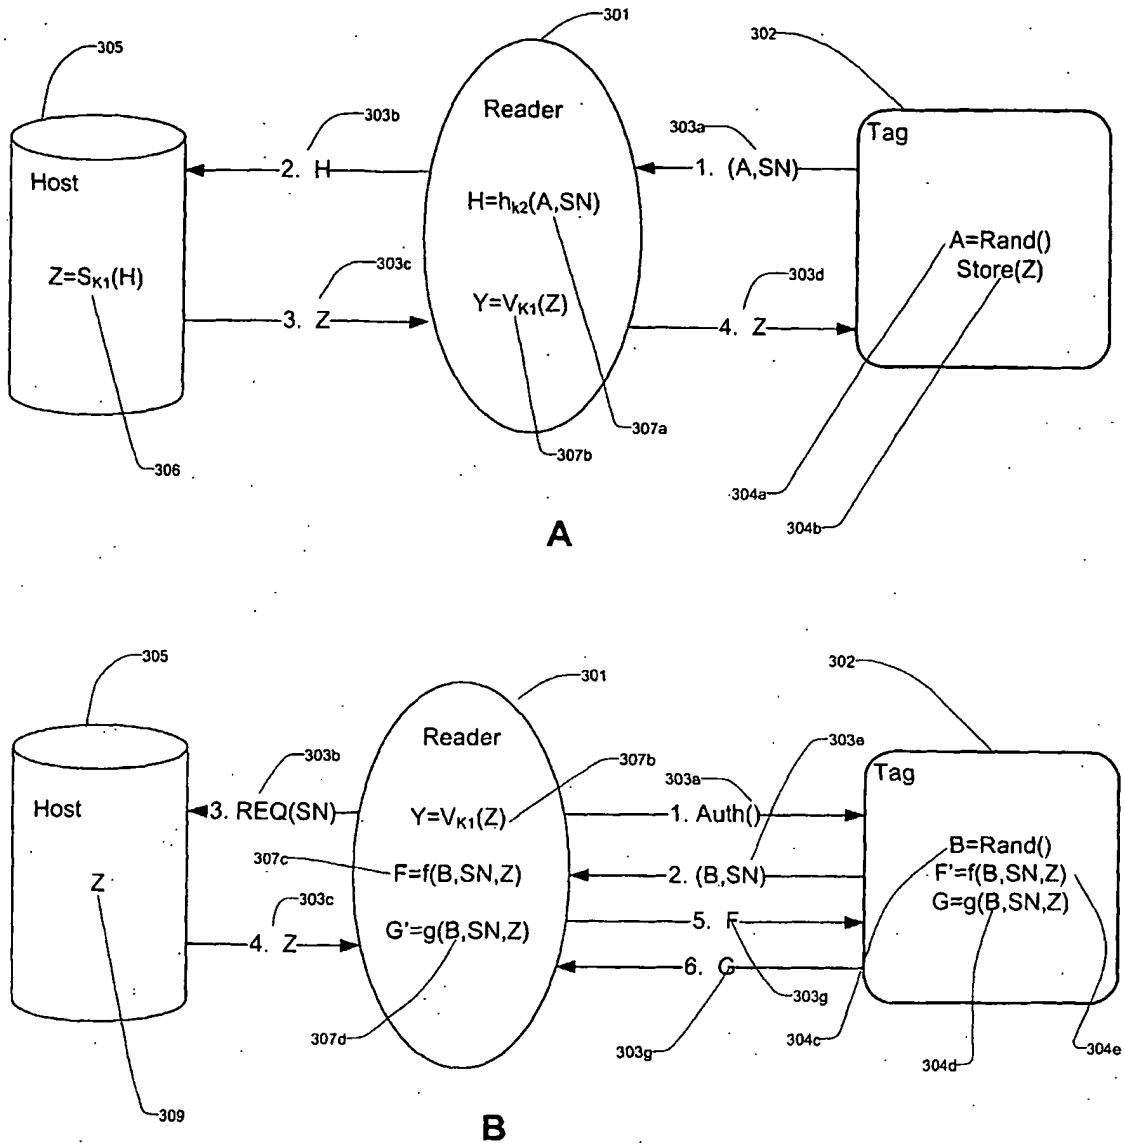 301
305
302
303b
303a
Reader
Tag
2. H
1. (A,SN)
Host
H=hk2(A,SN)
A=Rand()
Store(Z)
303c
303d
Z=SK1(H)
Y=VK1(Z)
3. Z
4. Z
307a
307b
306
304a
304b
A
305
302
301
303b
Reader
307b
303e
303a
Tag
Host
3. REQ(SN)
Y=VK1(Z)
1. Auth()
B=Rand()
307c
F=f(B,SN,Z)
2. (B,SN)
F'=f(B,SN,Z)
Z
303c
G=g(B,SN,Z)
5. F
G'=g(B,SN,Z)
4. Z
6. G
303g
307d
303g
304c
304d
304e
309
B